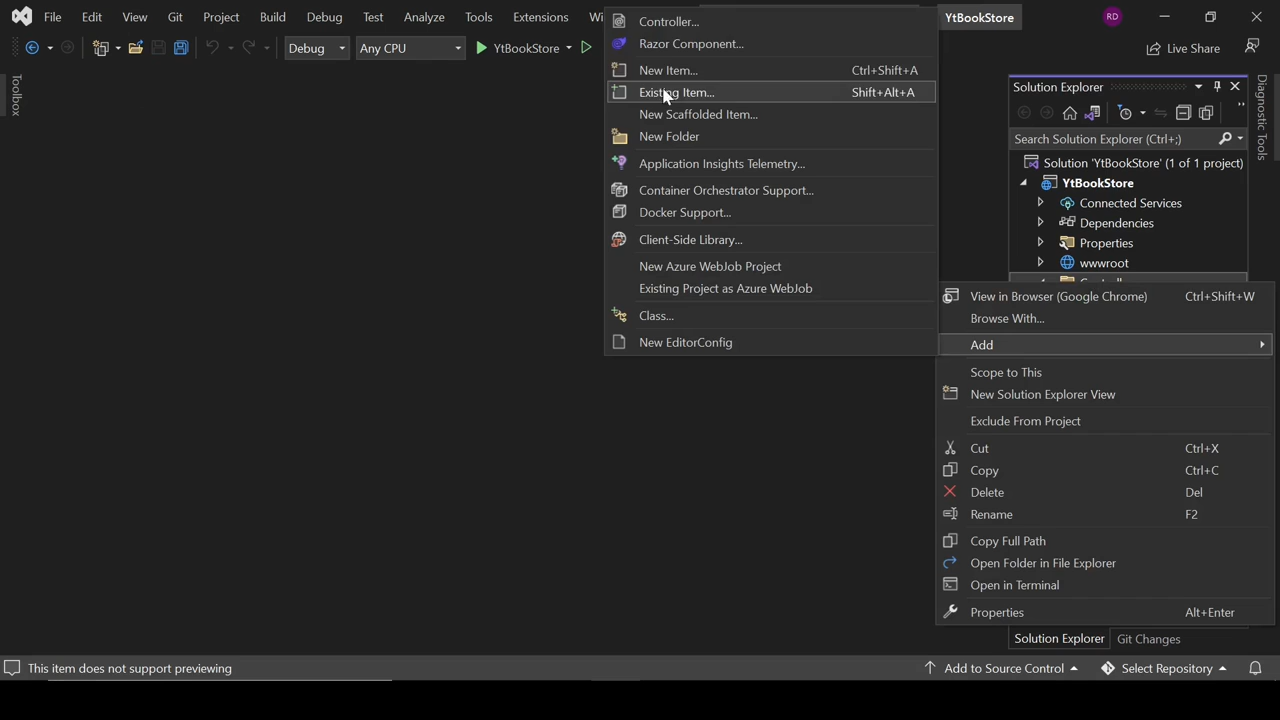 File Edit View Git Project Build Debug Test Analyze Tools Extensions Wi
YtBookStore
RD
Debug Any CPU YtBookStore
Live Share
Toolbox
Controller...
Razor Component...
New Item... Ctrl+Shift+A
Existing Item... Shift+Alt+A
New Scaffolded Item...
New Folder
Application Insights Telemetry...
Container Orchestrator Support...
Docker Support...
Client-Side Library...
New Azure WebJob Project
Existing Project as Azure WebJob
Class...
New EditorConfig
Solution Explorer
Search Solution Explorer (Ctrl+;)
Solution 'YtBookStore' (1 of 1 project)
YtBookStore
Connected Services
Dependencies
Properties
wwwroot
Diagnostic Tools
View in Browser (Google Chrome) Ctrl+Shift+W
Browse With...
Add
Scope to This
New Solution Explorer View
Exclude From Project
Cut Ctrl+X
Copy Ctrl+C
Delete Del
Rename F2
Copy Full Path
Open Folder in File Explorer
Open in Terminal
Properties Alt+Enter
Solution Explorer Git Changes
This item does not support previewing
Add to Source Control Select Repository